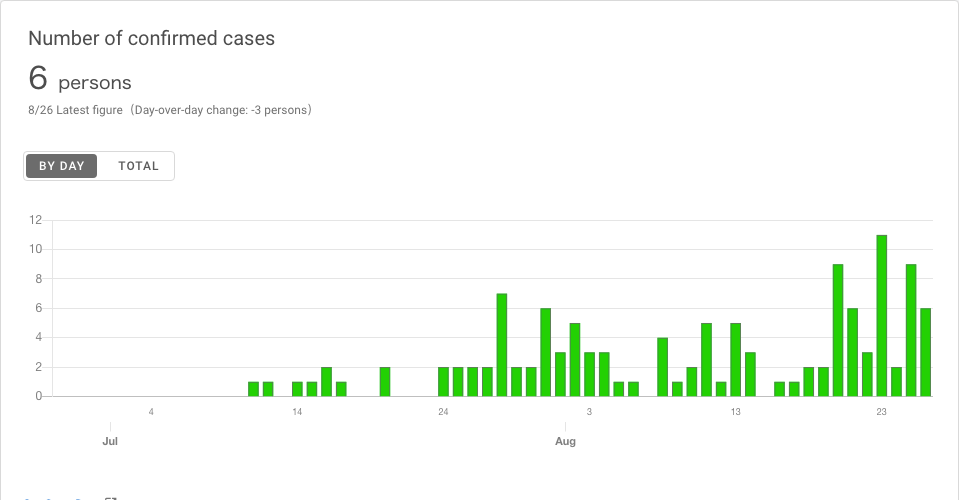 Number of confirmed cases
6 persons
8/26 Latest figure（Day-over-day change: -3 persons）
BY DAY TOTAL
12
10
8
6
4
2
0
4 14 24 3 13 23
Jul Aug